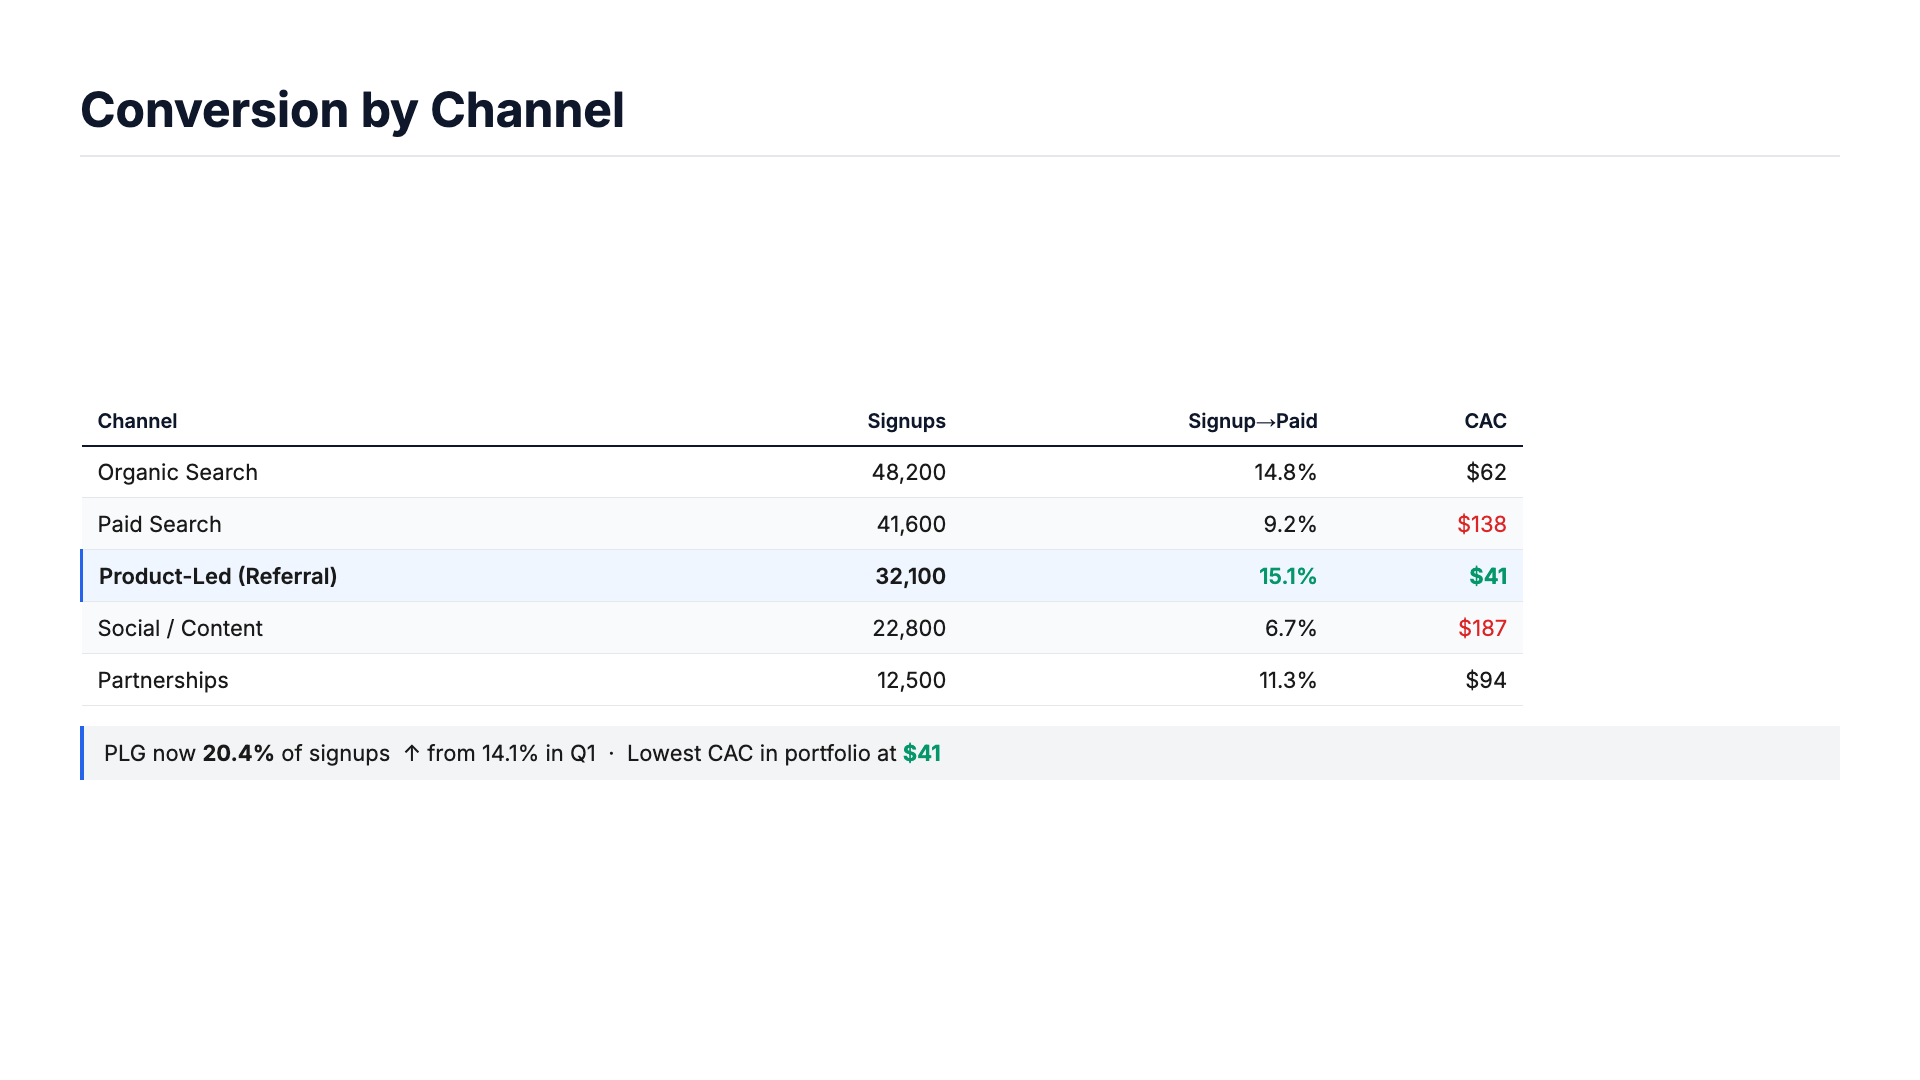 Conversion by Channel
Channel Signups Signup→Paid CAC
Organic Search 48,200 14.8% $62
Paid Search 41,600 9.2% $138
Product-Led (Referral) 32,100 15.1% $41
Social / Content 22,800 6.7% $187
Partnerships 12,500 11.3% $94
PLG now 20.4% of signups ↑ from 14.1% in Q1 · Lowest CAC in portfolio at $41